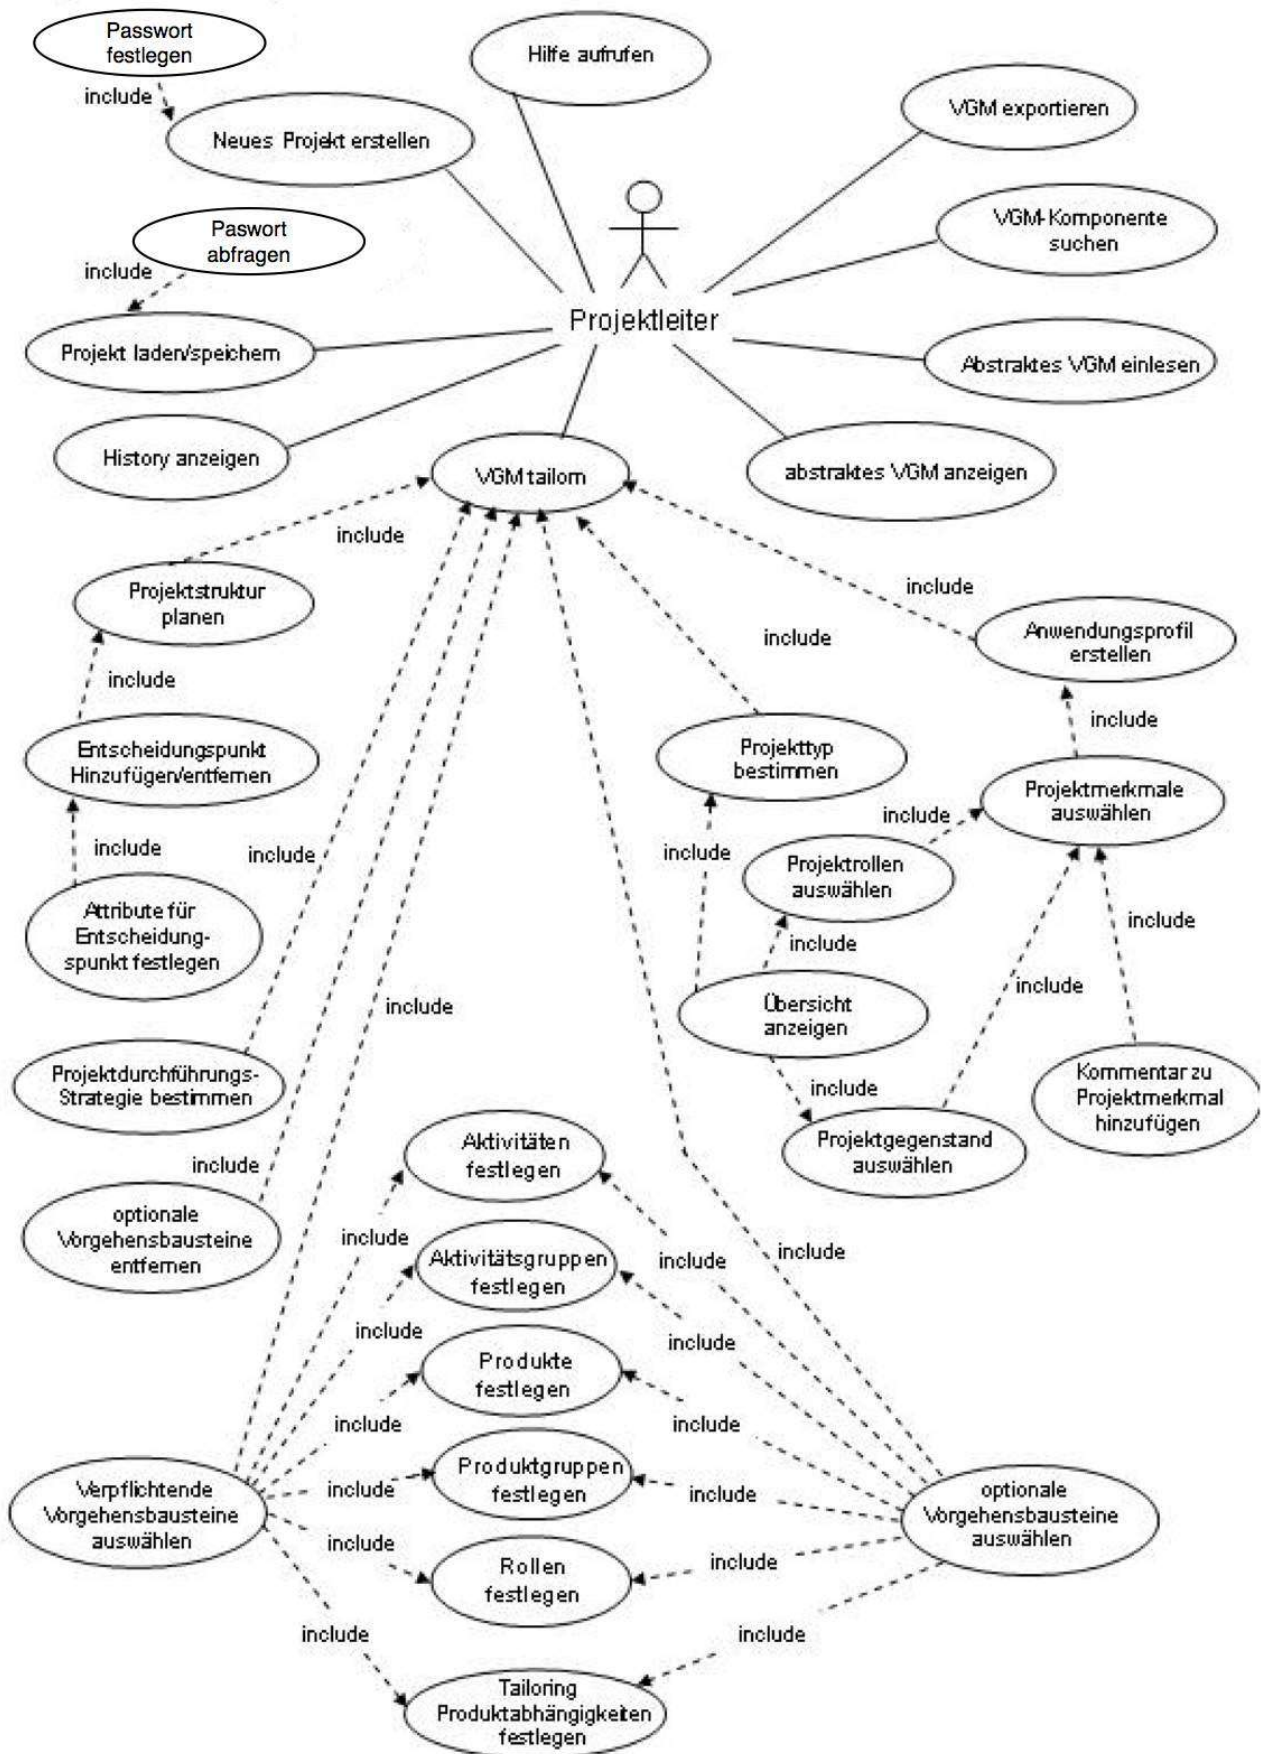 Passwort
festlegen
Hilfe aufrufen
include
VGM exportieren
Neues Projekt erstellen
Paswort
abfragen
VGM-Komponente
suchen
include
Projektleiter
Projekt laden/speichern
Abstraktes VGM einlesen
History anzeigen
VGM tailorn
abstraktes VGM anzeigen
include
include
Projektstruktur
planen
include
Anwendungsprofil
erstellen
include
include
Entscheidungspunkt
Hinzufügen/entfernen
Projekttyp
bestimmen
Projektmerkmale
auswählen
include
include
include
include
Projektrollen
auswählen
Attribute für
Entscheidung-
spunkt festlegen
include
include
include
include
Übersicht
anzeigen
Projektdurchführungs-
Strategie bestimmen
include
Kommentar zu
Projektmerkmal
hinzufügen
Aktivitäten
festlegen
Projektgegenstand
auswählen
include
optionale
Vorgehensbausteine
entfernen
include
Aktivitätsgruppen
festlegen
include
include
include
include
Produkte
festlegen
include
include
Verpflichtende
Vorgehensbausteine
auswählen
include
Produktgruppen
festlegen
include
optionale
Vorgehensbausteine
auswählen
include
Rollen
festlegen
include
include
include
Tailoring
Produktabhängigkeiten
festlegen